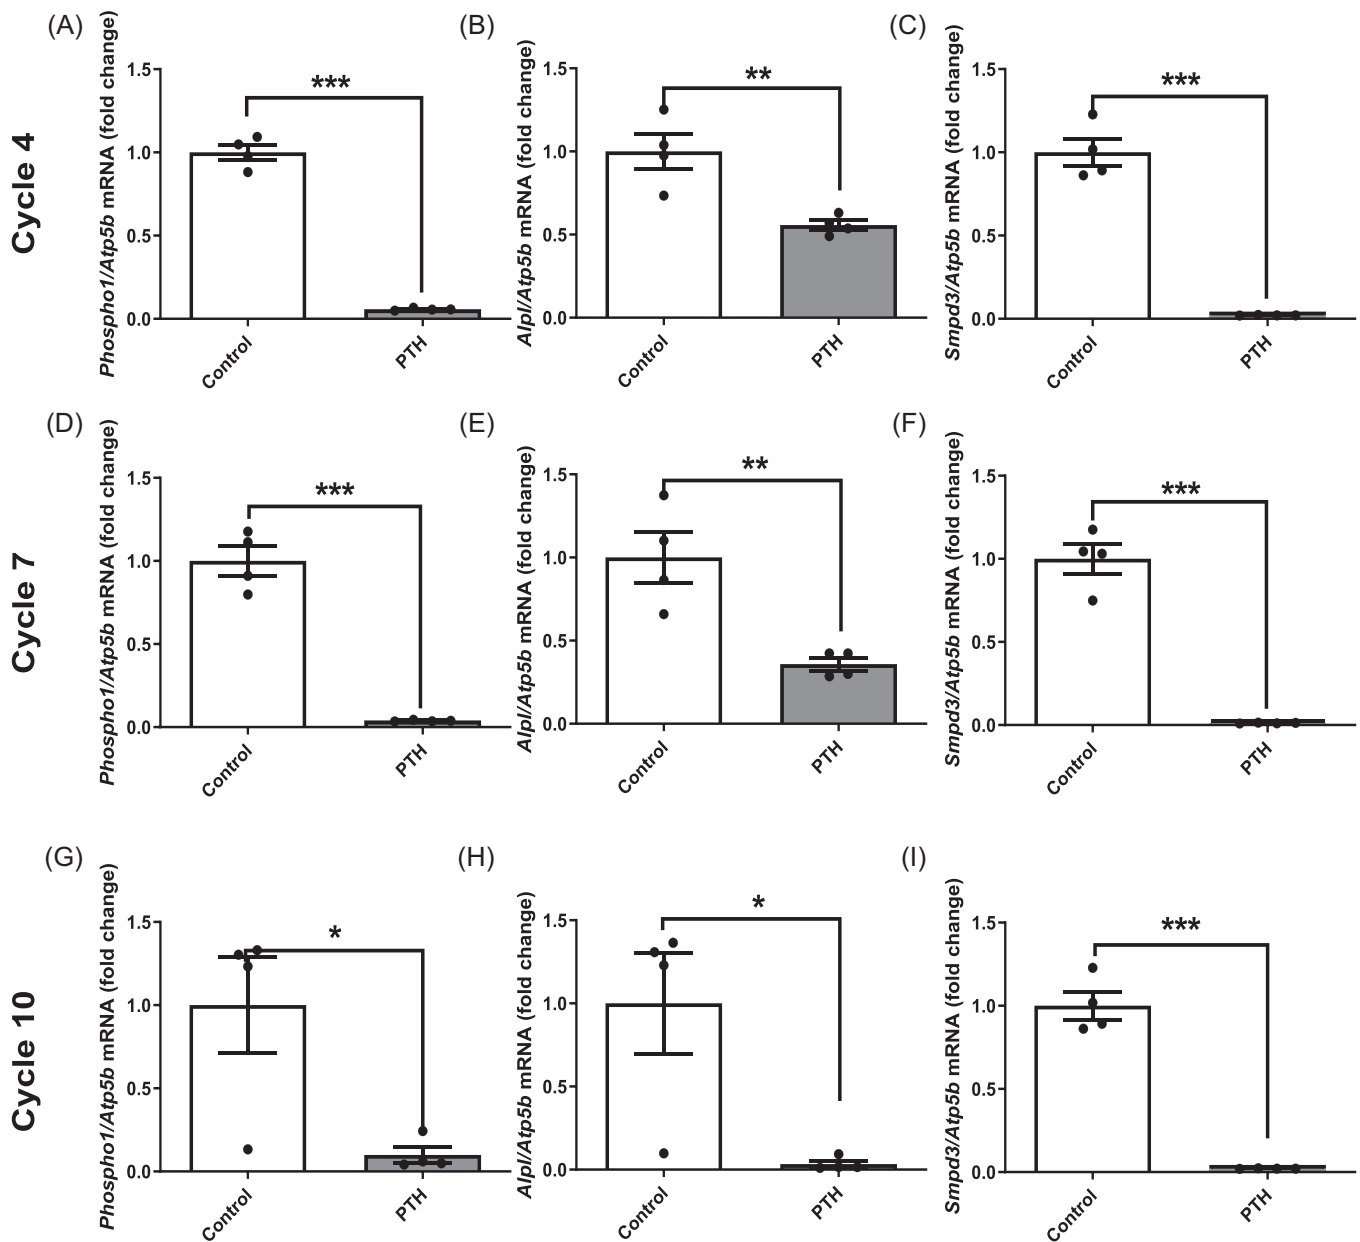 Cycle 4
(A)
Phospho1/Atp5b mRNA (fold change)
1.5
1.0
0.5
0.0
***
Control
PTH
(B)
Alpl/Atp5b mRNA (fold change)
1.5
1.0
0.5
0.0
**
Control
PTH
(C)
Smpd3/Atp5b mRNA (fold change)
1.5
1.0
0.5
0.0
***
Control
PTH
Cycle 7
(D)
Phospho1/Atp5b mRNA (fold change)
1.5
1.0
0.5
0.0
***
Control
PTH
(E)
Alpl/Atp5b mRNA (fold change)
1.5
1.0
0.5
0.0
**
Control
PTH
(F)
Smpd3/Atp5b mRNA (fold change)
1.5
1.0
0.5
0.0
***
Control
PTH
Cycle 10
(G)
Phospho1/Atp5b mRNA (fold change)
1.5
1.0
0.5
0.0
*
Control
PTH
(H)
Alpl/Atp5b mRNA (fold change)
1.5
1.0
0.5
0.0
*
Control
PTH
(I)
Smpd3/Atp5b mRNA (fold change)
1.5
1.0
0.5
0.0
***
Control
PTH